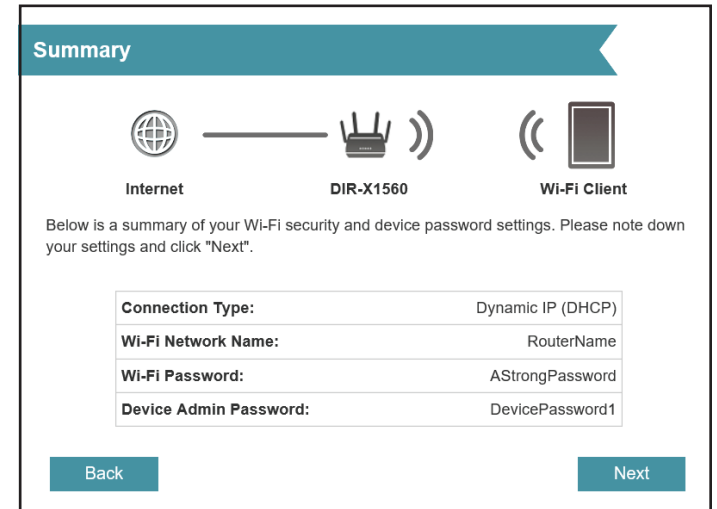 Summary
Internet
DIR-X1560
Wi-Fi Client
Below is a summary of your Wi-Fi security and device password settings. Please note down
your settings and click "Next".
Connection Type: Dynamic IP (DHCP)
Wi-Fi Network Name: RouterName
Wi-Fi Password: AStrongPassword
Device Admin Password: DevicePassword1
Back
Next